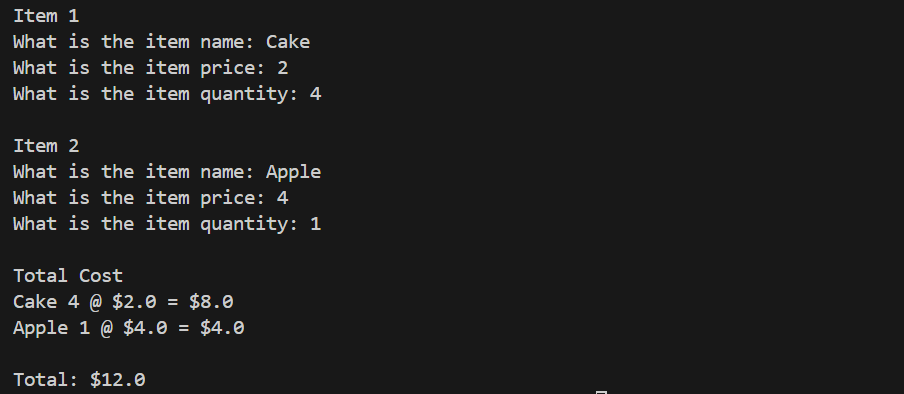 Item 1
What is the item name: Cake
What is the item price: 2
What is the item quantity: 4
Item 2
What is the item name: Apple
What is the item price: 4
What is the item quantity: 1
Total Cost
Cake 4 @ $2.0 = $8.0
Apple 1 @ $4.0 = $4.0
Total: $12.0